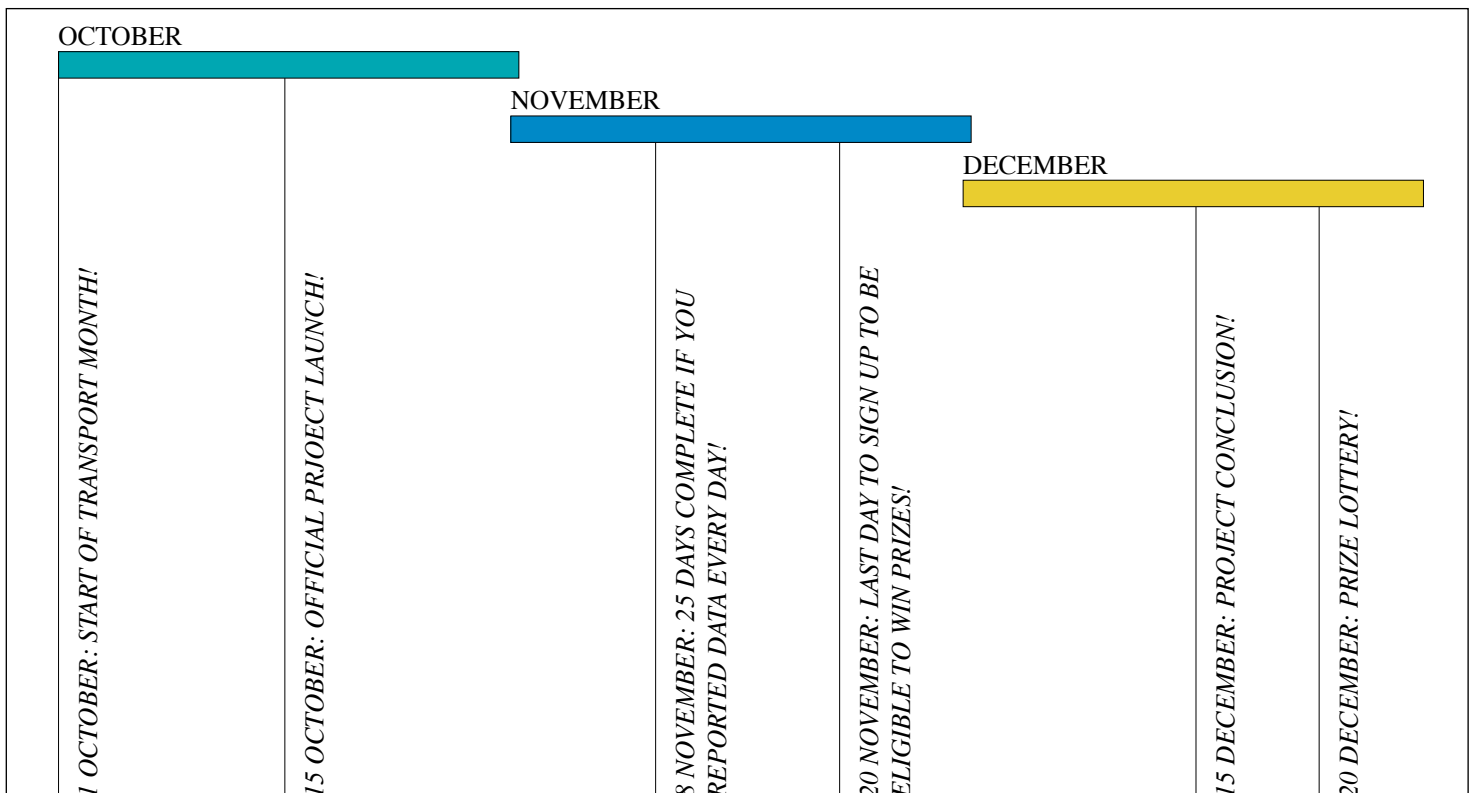 OCTOBER
NOVEMBER
DECEMBER
1 OCTOBER: START OF TRANSPORT MONTH!
15 OCTOBER: OFFICIAL PRJOECT LAUNCH!
8 NOVEMBER: 25 DAYS COMPLETE IF YOU
REPORTED DATA EVERY DAY!
20 NOVEMBER: LAST DAY TO SIGN UP TO BE
ELIGIBLE TO WIN PRIZES!
15 DECEMBER: PROJECT CONCLUSION!
20 DECEMBER: PRIZE LOTTERY!